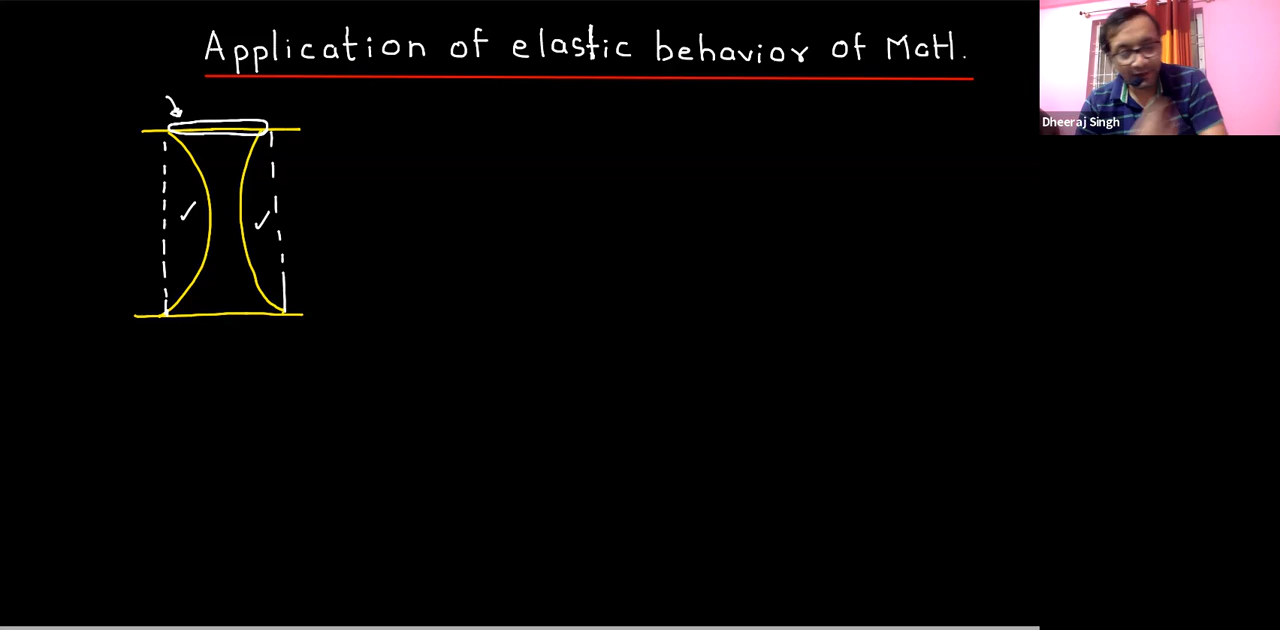 Application of elastic behavior of Matl.
Dheeraj Singh